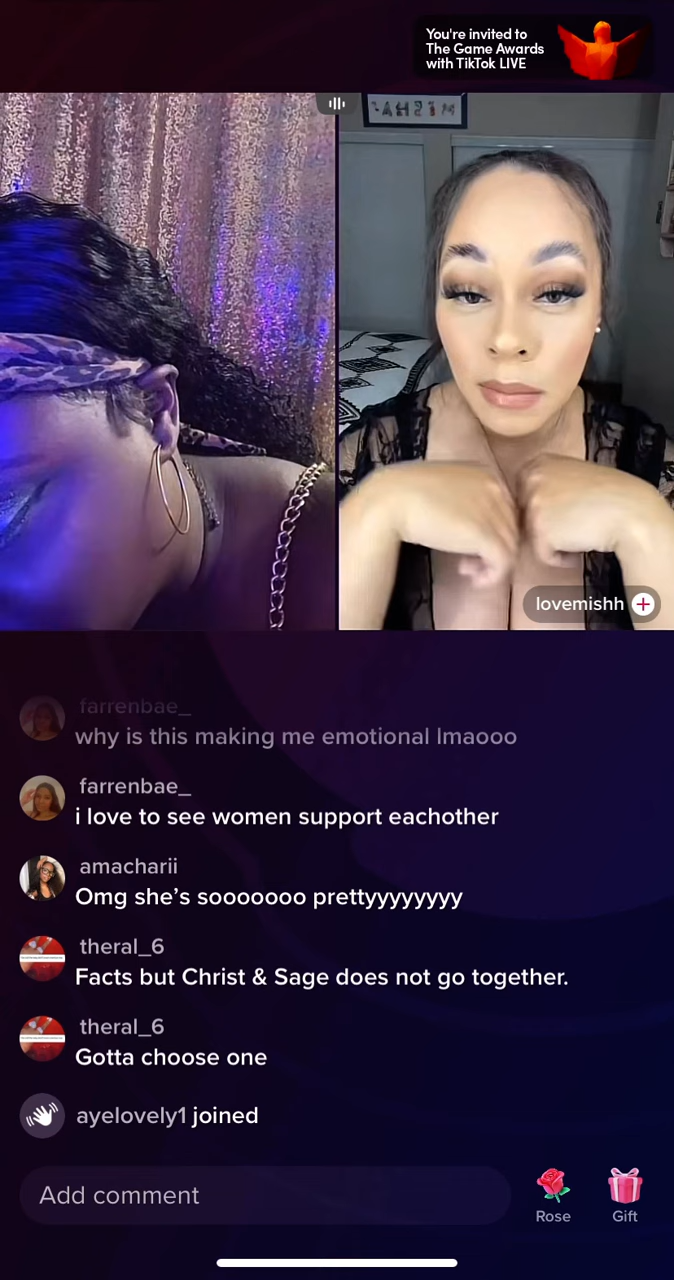 You're invited to
The Game Awards
with TikTok LIVE
MISHAH
lovemishh
farrenbae_
why is this making me emotional lmaooo
farrenbae_
i love to see women support eachother
amacharii
Omg she's sooooooo prettyyyyyyyy
theral_6
Facts but Christ & Sage does not go together.
theral_6
Gotta choose one
ayelovely1 joined
Add comment
Rose
Gift